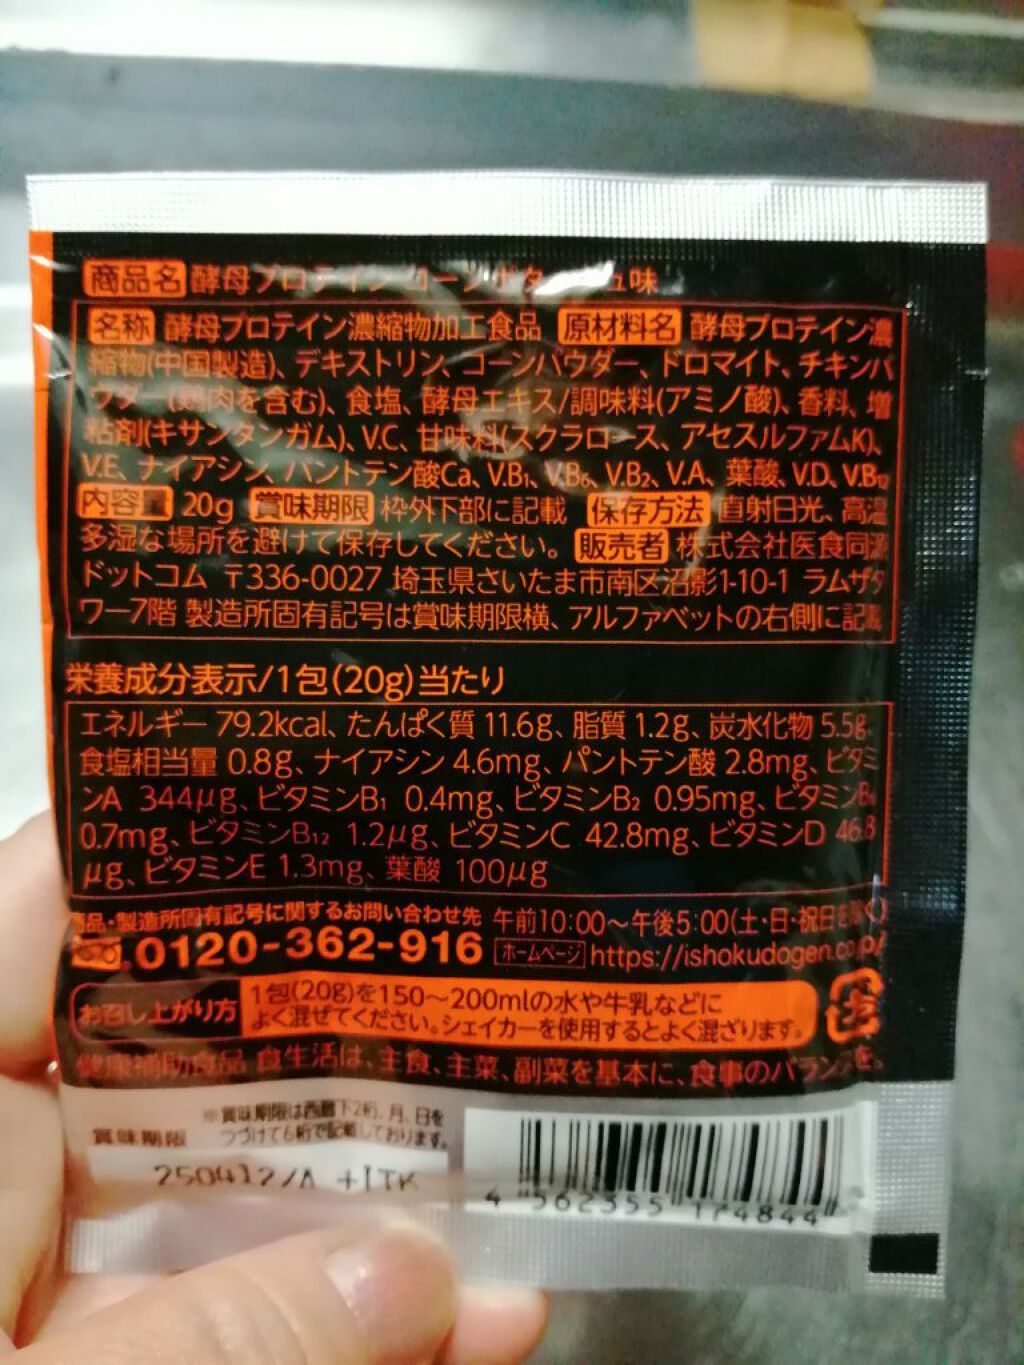 商品名 酵母プロテイン コーンポタージュ味
名称 酵母プロテイン濃縮物加工食品 原材料名 酵母プロテイン濃
縮物(中国製造)、デキストリン、コーンパウダー、ドロマイト、チキンパ
ウダー(鶏肉を含む)、食塩、酵母エキス/調味料(アミノ酸)、香料、増
粘剤(キサンタンガム)、V.C、甘味料(スクラロース、アセスルファムK)、
V.E、ナイアシン、パントテン酸Ca、V.B₁、V.B₆、V.B₂、V.A、葉酸、V.D、V.B₁₂
内容量 20g 賞味期限 枠外下部に記載 保存方法 直射日光、高温
多湿な場所を避けて保存してください。 販売者 株式会社医食同源
ドットコム 〒336-0027 埼玉県さいたま市南区沼影1-10-1 ラムザタ
ワー7階 製造所固有記号は賞味期限横、アルファベットの右側に記載
栄養成分表示/1包(20g)当たり
エネルギー 79.2kcal、たんぱく質 11.6g、脂質 1.2g、炭水化物 5.5g、
食塩相当量 0.8g、ナイアシン 4.6mg、パントテン酸 2.8mg、ビタミ
ンA 344μg、ビタミンB₁ 0.4mg、ビタミンB₂ 0.95mg、ビタミンB₆
0.7mg、ビタミンB₁₂ 1.2μg、ビタミンC 42.8mg、ビタミンD 46.8
μg、ビタミンE 1.3mg、葉酸 100μg
商品・製造所固有記号に関するお問い合わせ先 午前10:00〜午後5:00(土・日・祝日を除く)
0120-362-916 ホームページ https://ishokudogen.co.jp/
お召し上がり方 1包(20g)を150〜200mlの水や牛乳などに
よく混ぜてください。シェイカーを使用するとよく混ざります。
健康補助食品 食生活は、主食、主菜、副菜を基本に、食事のバランスを。
※賞味期限は西暦下2桁、月、日を
つづけて6桁で記載しております。
賞味期限
250412/A +ITK
4 562355 174844